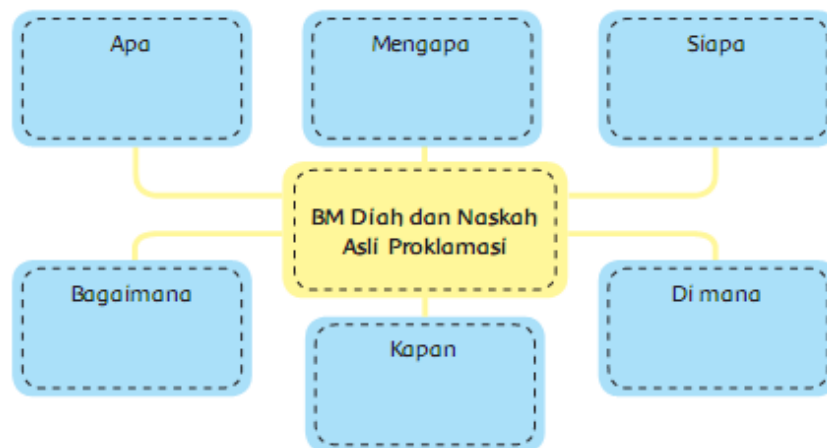 Apa
Mengapa
Siapa
BM Diah dan Naskah
Asli Proklamasi
Bagaimana
Kapan
Di mana